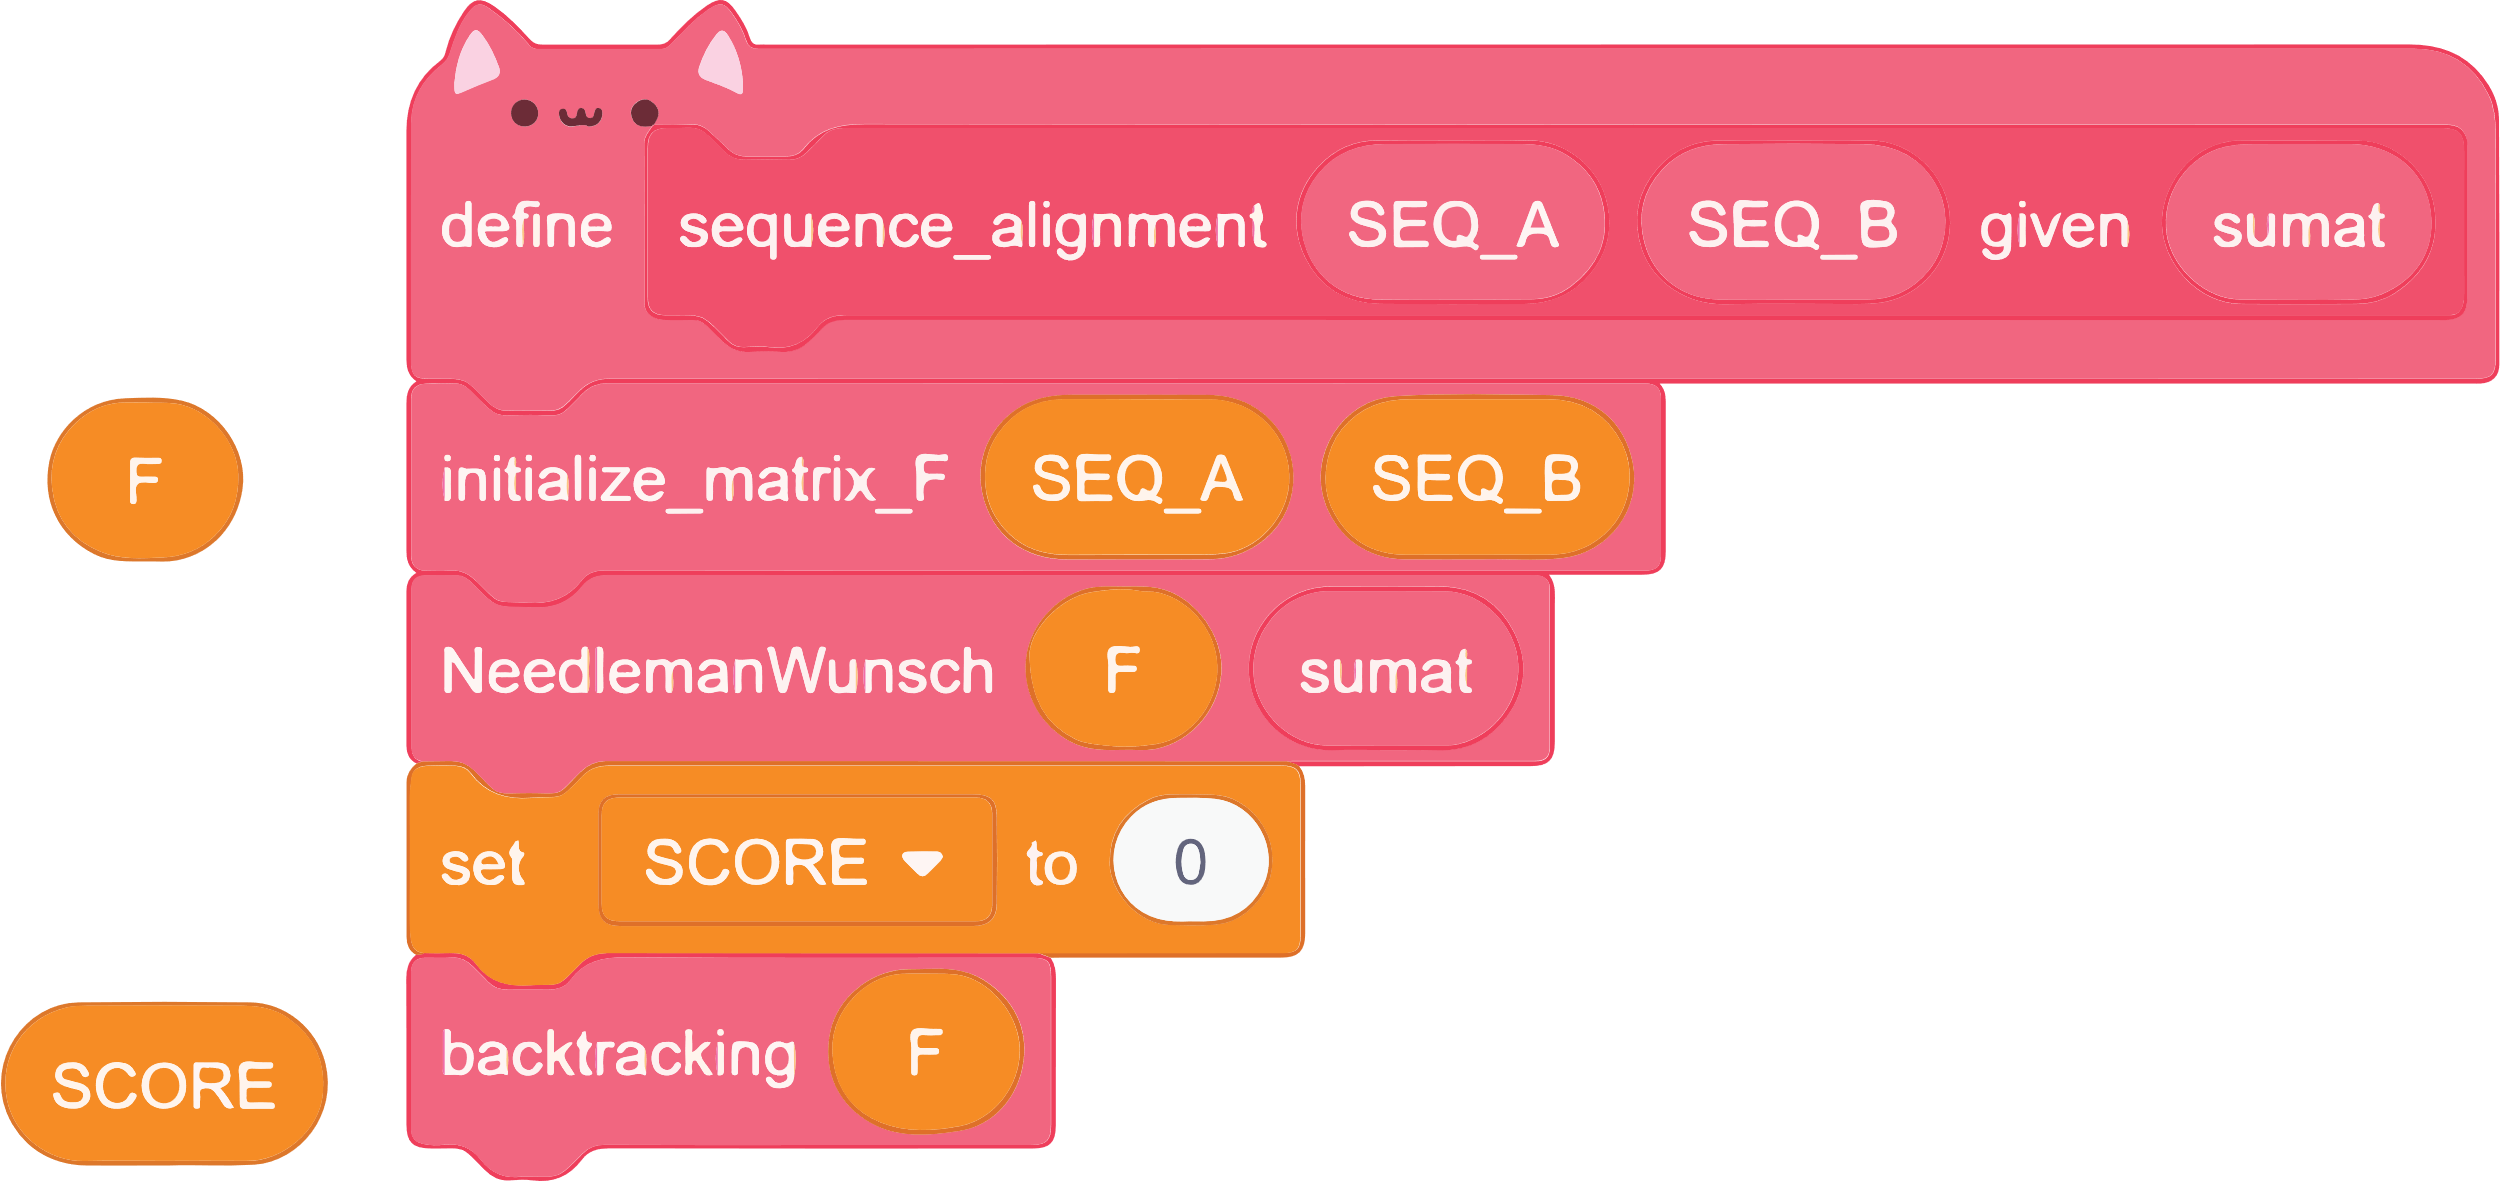 define sequence_alignment SEQ_A SEQ_B given sumat
initialize_matrix_F SEQ_A SEQ_B
F
NeedlemanWunsch F sumat
set SCORE to 0
backtracking F
SCORE